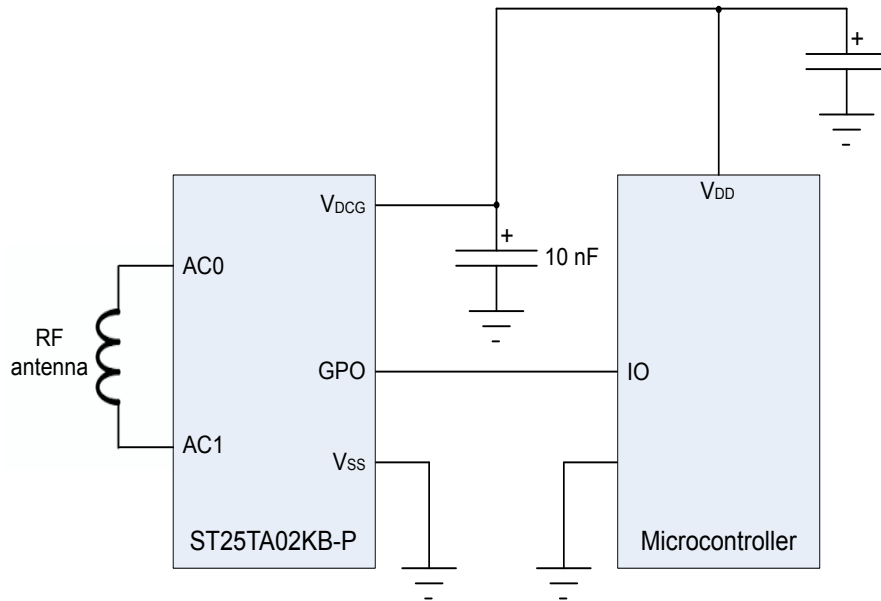 +
VDD
VDCG
+
10 nF
AC0
RF
antenna
GPO
IO
AC1
VSS
ST25TA02KB-P
Microcontroller